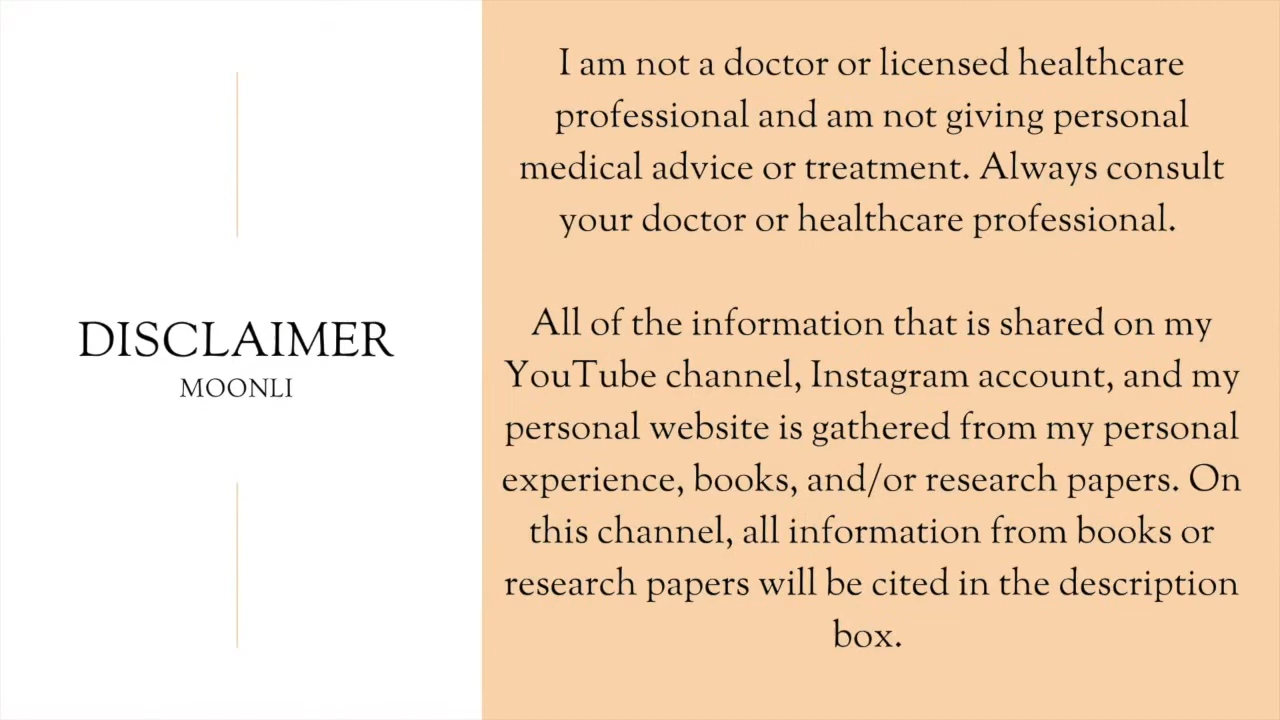 DISCLAIMER
MOONLI
I am not a doctor or licensed healthcare
professional and am not giving personal
medical advice or treatment. Always consult
your doctor or healthcare professional.
All of the information that is shared on my
YouTube channel, Instagram account, and my
personal website is gathered from my personal
experience, books, and/or research papers. On
this channel, all information from books or
research papers will be cited in the description
box.